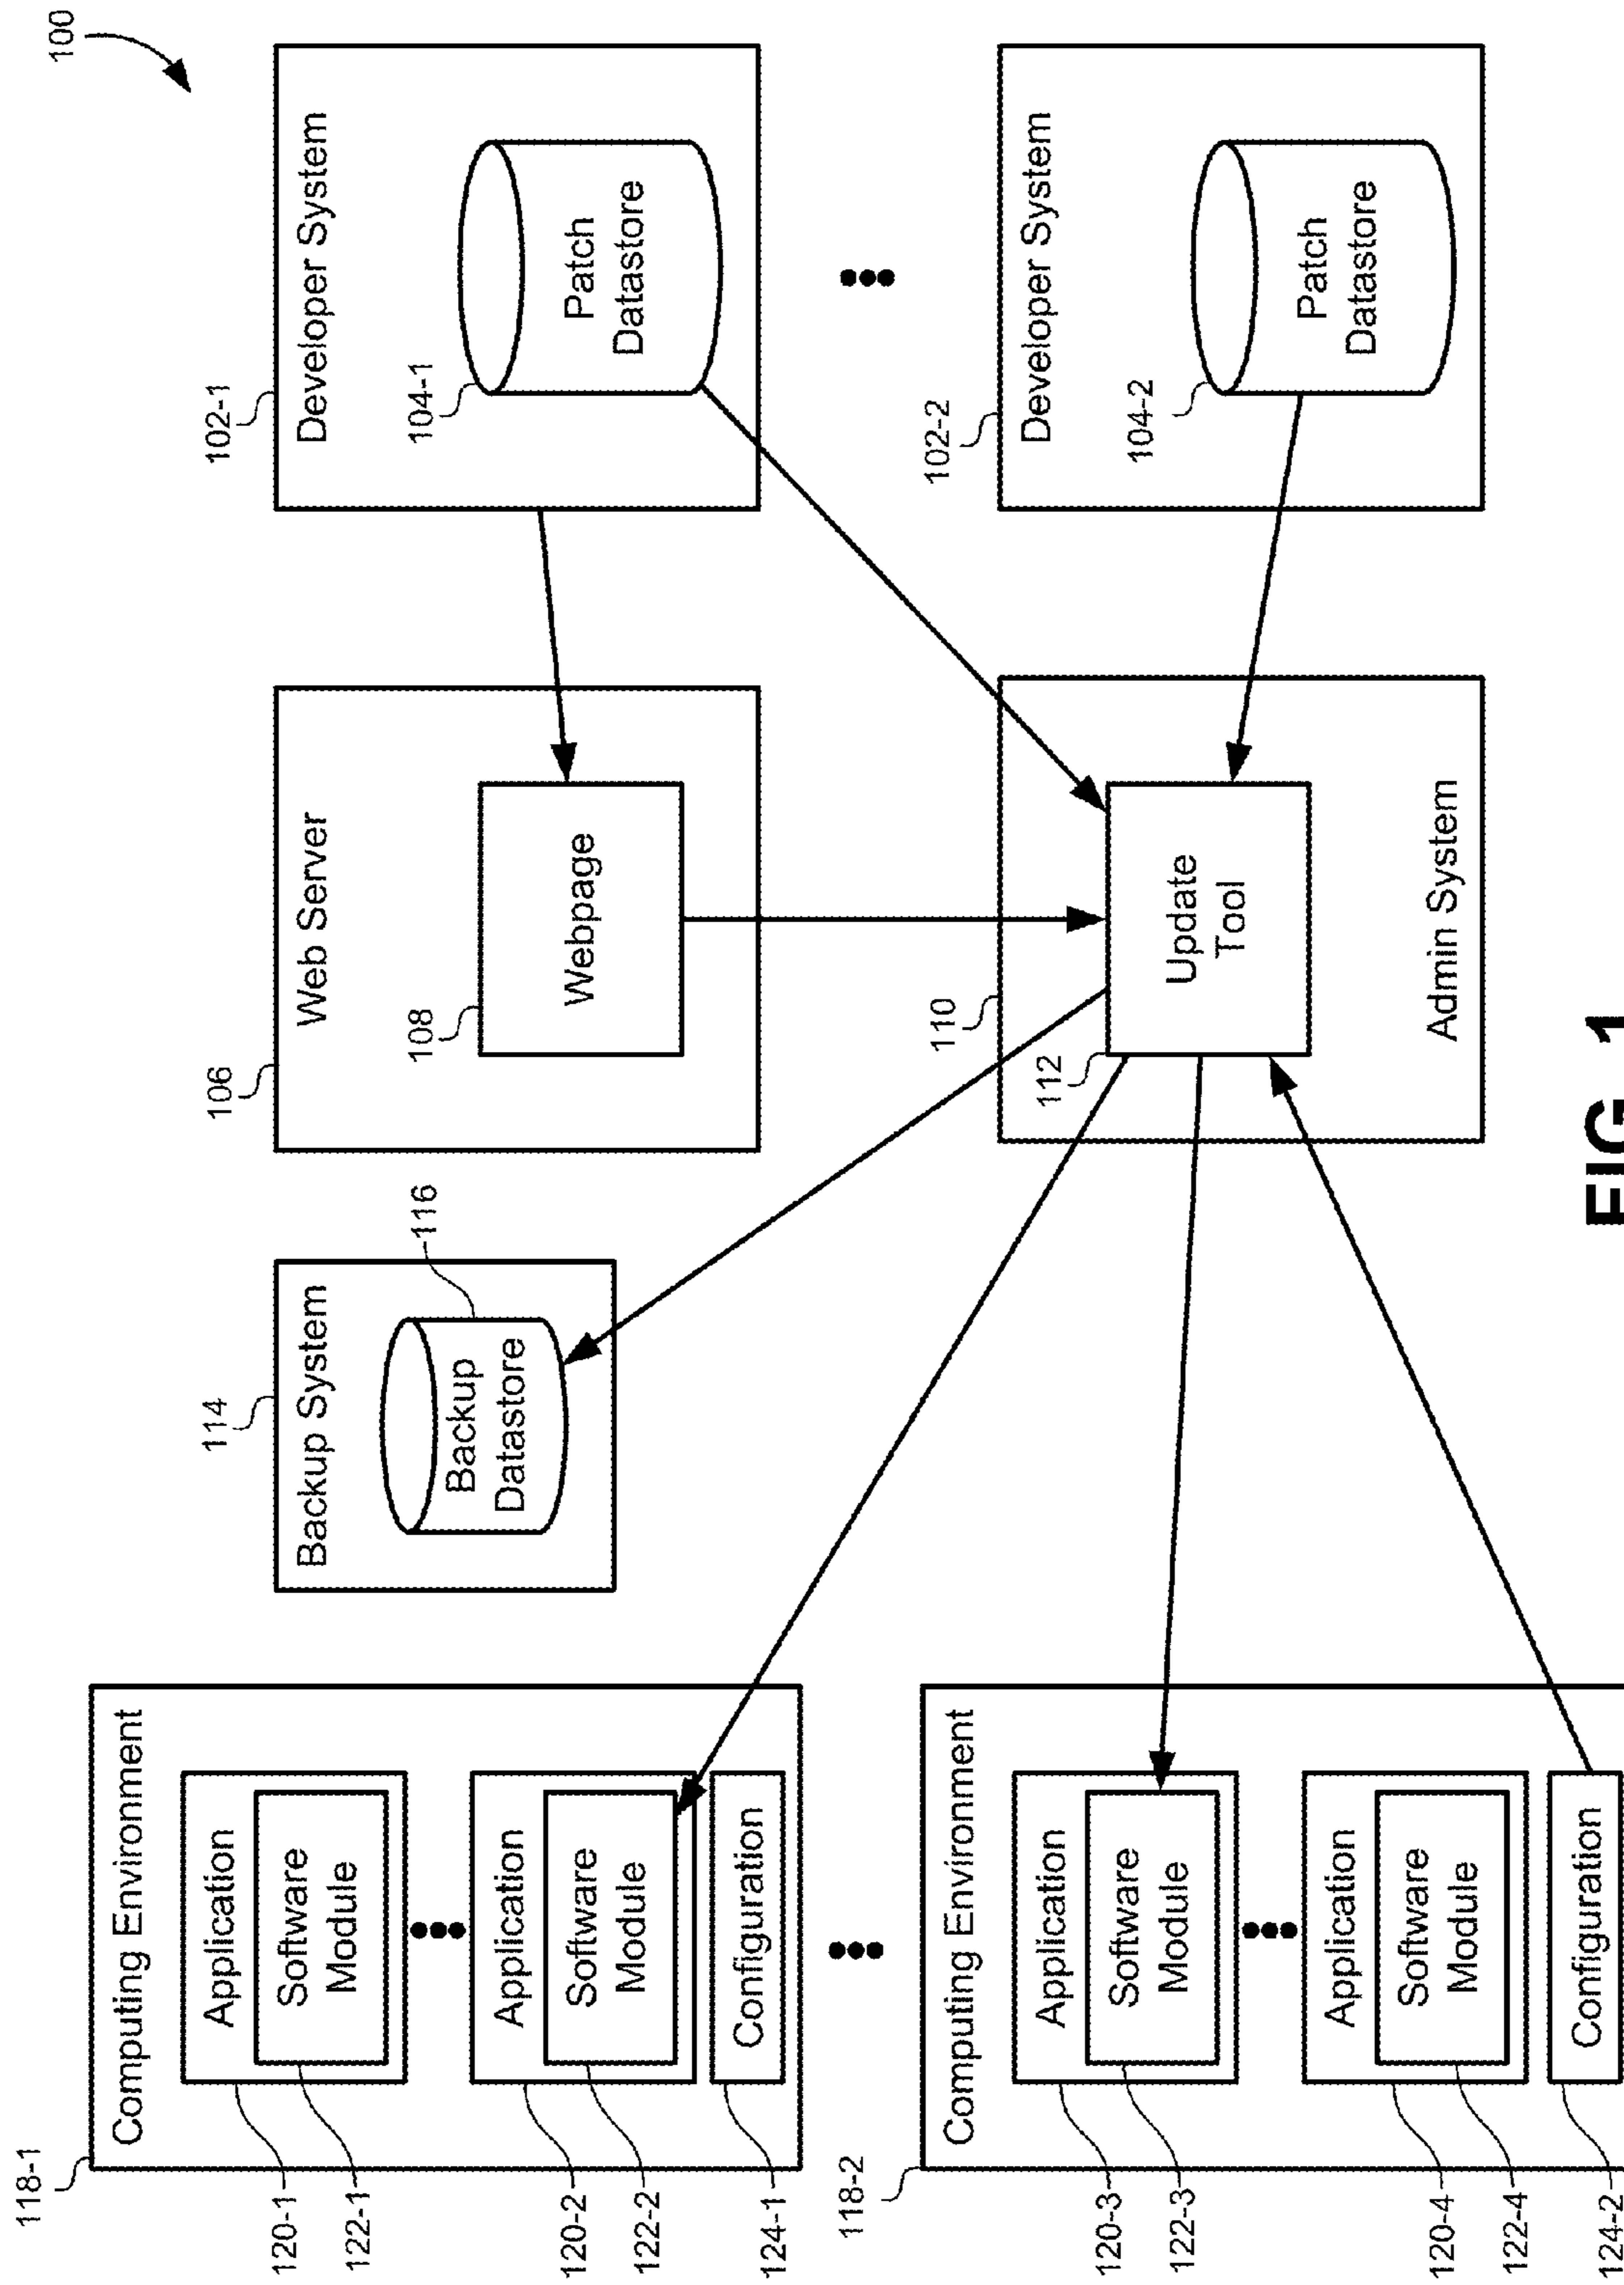 100
118-1
Computing Environment
Application
Software
Module
120-1
122-1
Application
Software
Module
120-2
122-2
Configuration
124-1
118-2
Computing Environment
Application
Software
Module
120-3
122-3
Application
Software
Module
120-4
122-4
Configuration
124-2
114
Backup System
116
Backup
Datastore
106
Web Server
108
Webpage
110
112
Update
Tool
Admin System
102-1
Developer System
104-1
Patch
Datastore
102-2
Developer System
104-2
Patch
Datastore
FIG. 1